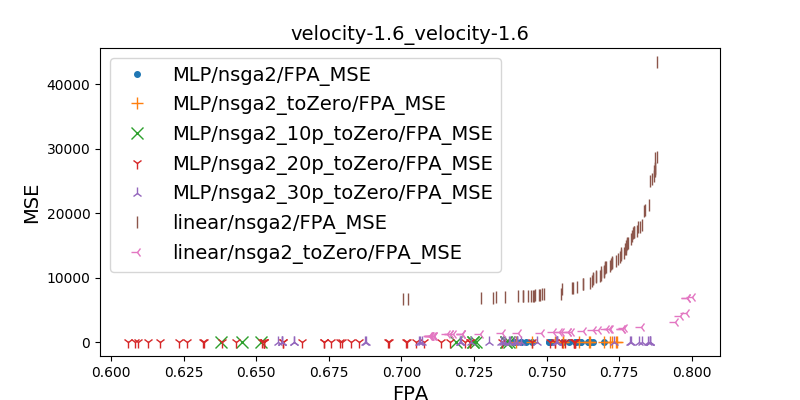 velocity-1.6_velocity-1.6
MSE
40000
30000
20000
10000
0
MLP/nsga2/FPA_MSE
MLP/nsga2_toZero/FPA_MSE
MLP/nsga2_10p_toZero/FPA_MSE
MLP/nsga2_20p_toZero/FPA_MSE
MLP/nsga2_30p_toZero/FPA_MSE
linear/nsga2/FPA_MSE
linear/nsga2_toZero/FPA_MSE
0.600 0.625 0.650 0.675 0.700 0.725 0.750 0.775 0.800
FPA